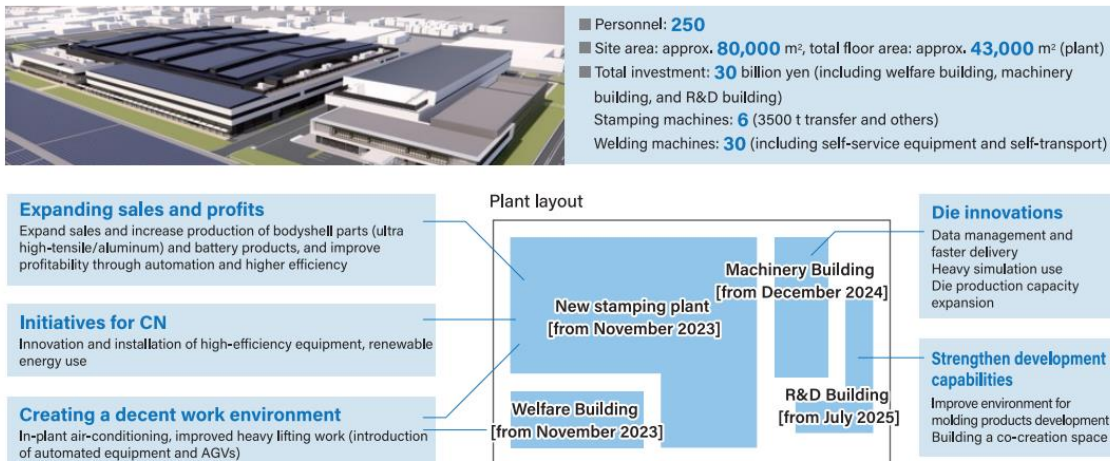 Personnel: 250
Site area: approx. 80,000 m², total floor area: approx. 43,000 m² (plant)
Total investment: 30 billion yen (including welfare building, machinery
building, and R&D building)
Stamping machines: 6 (3500 t transfer and others)
Welding machines: 30 (including self-service equipment and self-transport)
Expanding sales and profits
Expand sales and increase production of bodyshell parts (ultra
high-tensile/aluminum) and battery products, and improve
profitability through automation and higher efficiency
Initiatives for CN
Innovation and installation of high-efficiency equipment, renewable
energy use
Creating a decent work environment
In-plant air-conditioning, improved heavy lifting work (introduction
of automated equipment and AGVs)
Plant layout
New stamping plant
[from November 2023]
Machinery Building
[from December 2024]
Welfare Building
[from November 2023]
R&D Building
[from July 2025]
Die innovations
Data management and
faster delivery
Heavy simulation use
Die production capacity
expansion
Strengthen development
capabilities
Improve environment for
molding products development
Building a co-creation space